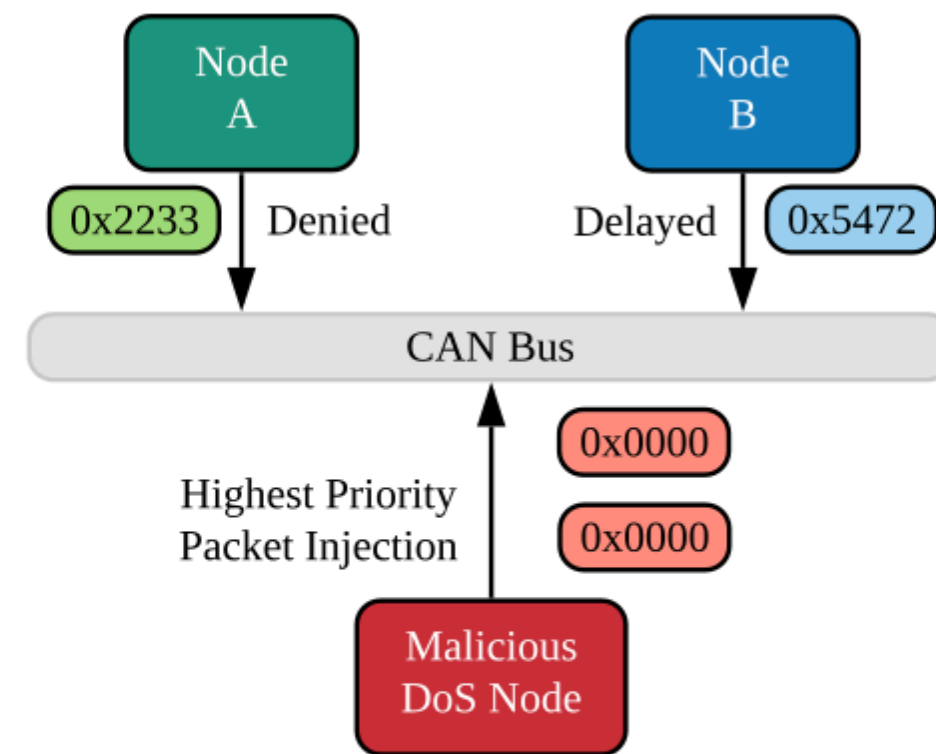 Node
A
Node
B
0x2233
Denied
Delayed
0x5472
CAN Bus
0x0000
Highest Priority
Packet Injection
0x0000
Malicious
DoS Node